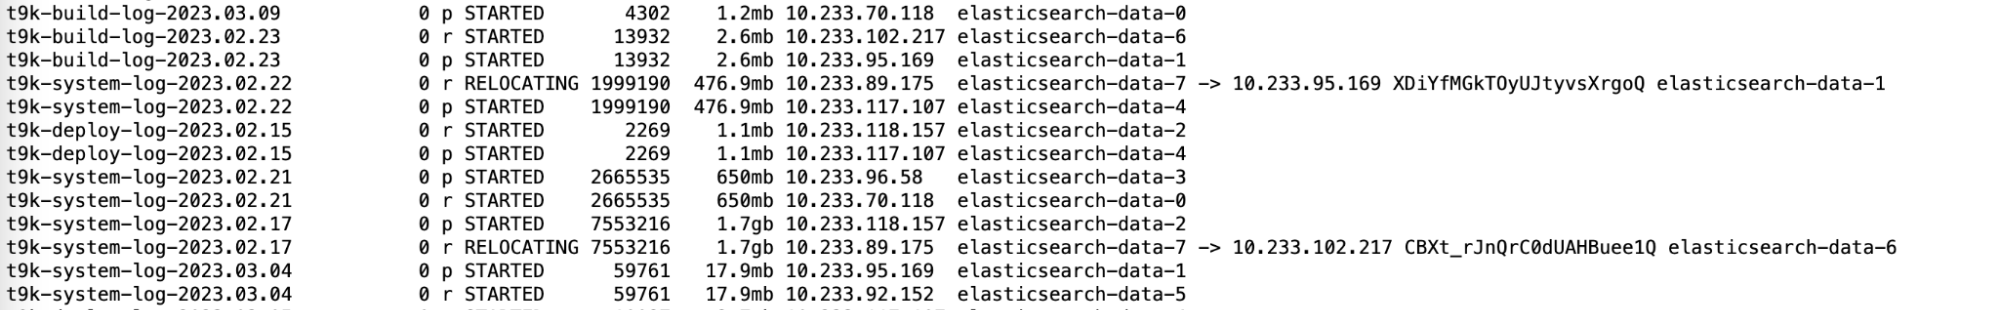 t9k-build-log-2023.03.09 0 p STARTED 4302 1.2mb 10.233.70.118 elasticsearch-data-0
t9k-build-log-2023.02.23 0 r STARTED 13932 2.6mb 10.233.102.217 elasticsearch-data-6
t9k-build-log-2023.02.23 0 p STARTED 13932 2.6mb 10.233.95.169 elasticsearch-data-1
t9k-system-log-2023.02.22 0 r RELOCATING 1999190 476.9mb 10.233.89.175 elasticsearch-data-7 -> 10.233.95.169 XDiYfMGkTOyUJtyvsXrgoQ elasticsearch-data-1
t9k-system-log-2023.02.22 0 p STARTED 1999190 476.9mb 10.233.117.107 elasticsearch-data-4
t9k-deploy-log-2023.02.15 0 r STARTED 2269 1.1mb 10.233.118.157 elasticsearch-data-2
t9k-deploy-log-2023.02.15 0 p STARTED 2269 1.1mb 10.233.117.107 elasticsearch-data-4
t9k-system-log-2023.02.21 0 p STARTED 2665535 650mb 10.233.96.58 elasticsearch-data-3
t9k-system-log-2023.02.21 0 r STARTED 2665535 650mb 10.233.70.118 elasticsearch-data-0
t9k-system-log-2023.02.17 0 p STARTED 7553216 1.7gb 10.233.118.157 elasticsearch-data-2
t9k-system-log-2023.02.17 0 r RELOCATING 7553216 1.7gb 10.233.89.175 elasticsearch-data-7 -> 10.233.102.217 CBXt_rJnQrC0dUAHBuee1Q elasticsearch-data-6
t9k-system-log-2023.03.04 0 p STARTED 59761 17.9mb 10.233.95.169 elasticsearch-data-1
t9k-system-log-2023.03.04 0 r STARTED 59761 17.9mb 10.233.92.152 elasticsearch-data-5